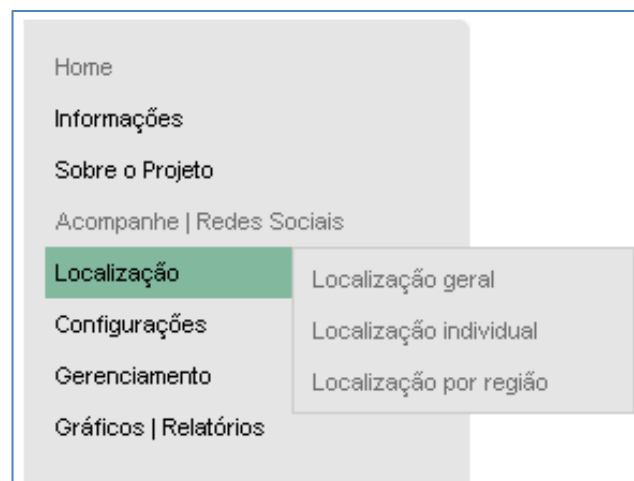 Home
Informações
Sobre o Projeto
Acompanhe | Redes Sociais
Localização
Localização geral
Localização individual
Localização por região
Configurações
Gerenciamento
Gráficos | Relatórios